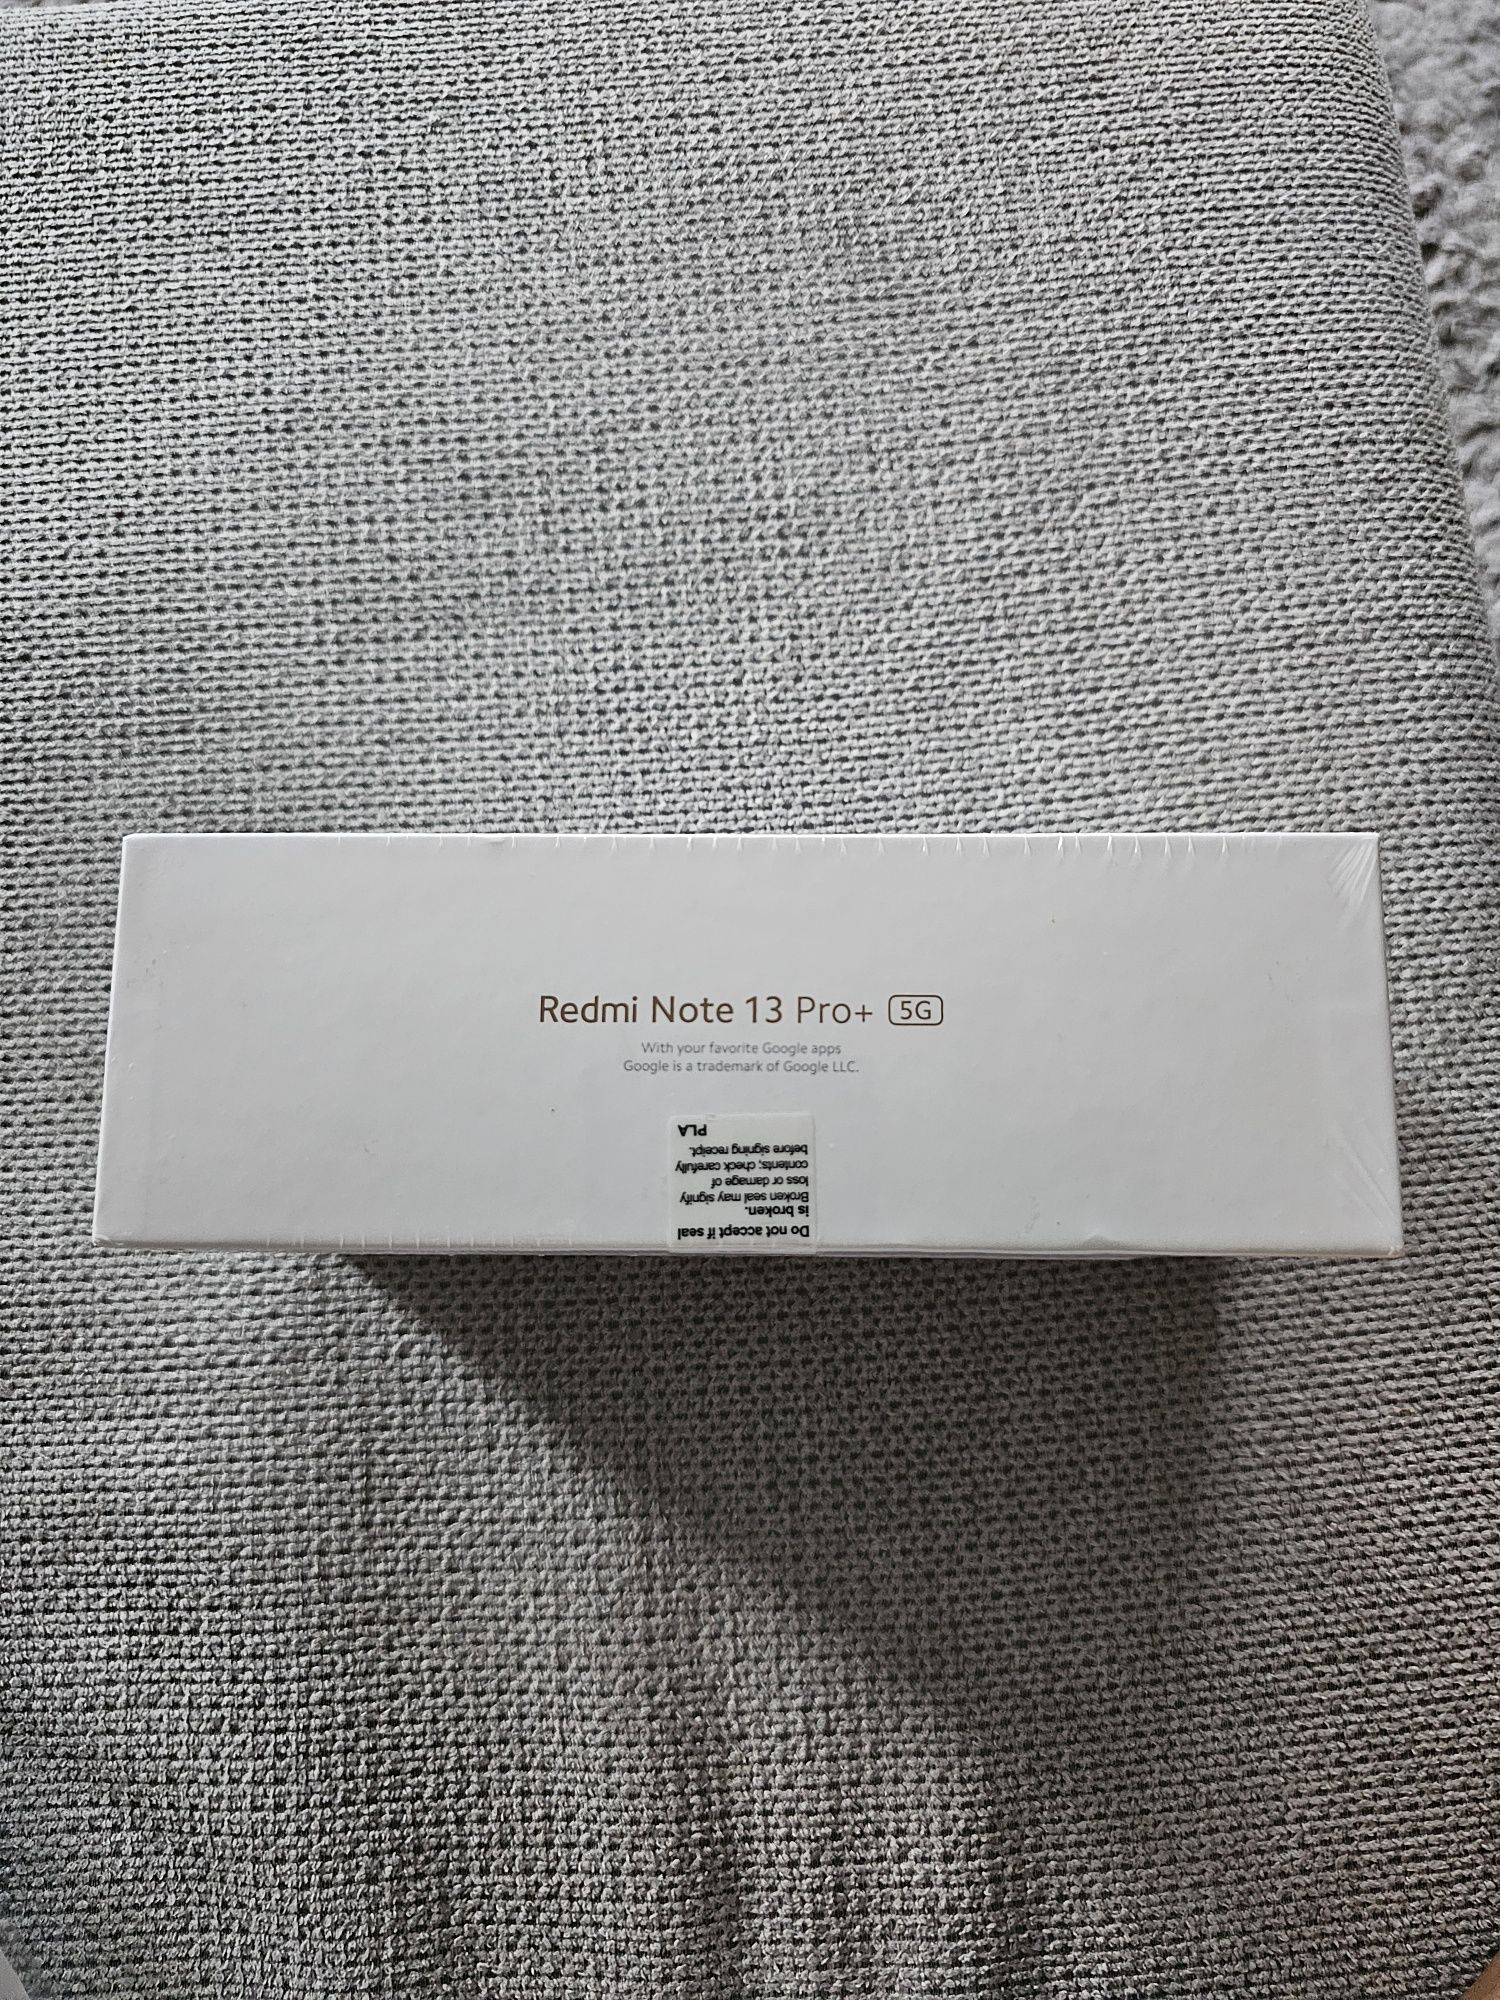 Redmi Note 13 Pro+ 5G
With your favorite Google apps
Google is a trademark of Google LLC.
Do not accept if seal
is broken.
Broken seal may signify
loss or damage of
contents; check carefully
before signing receipt.
PLA